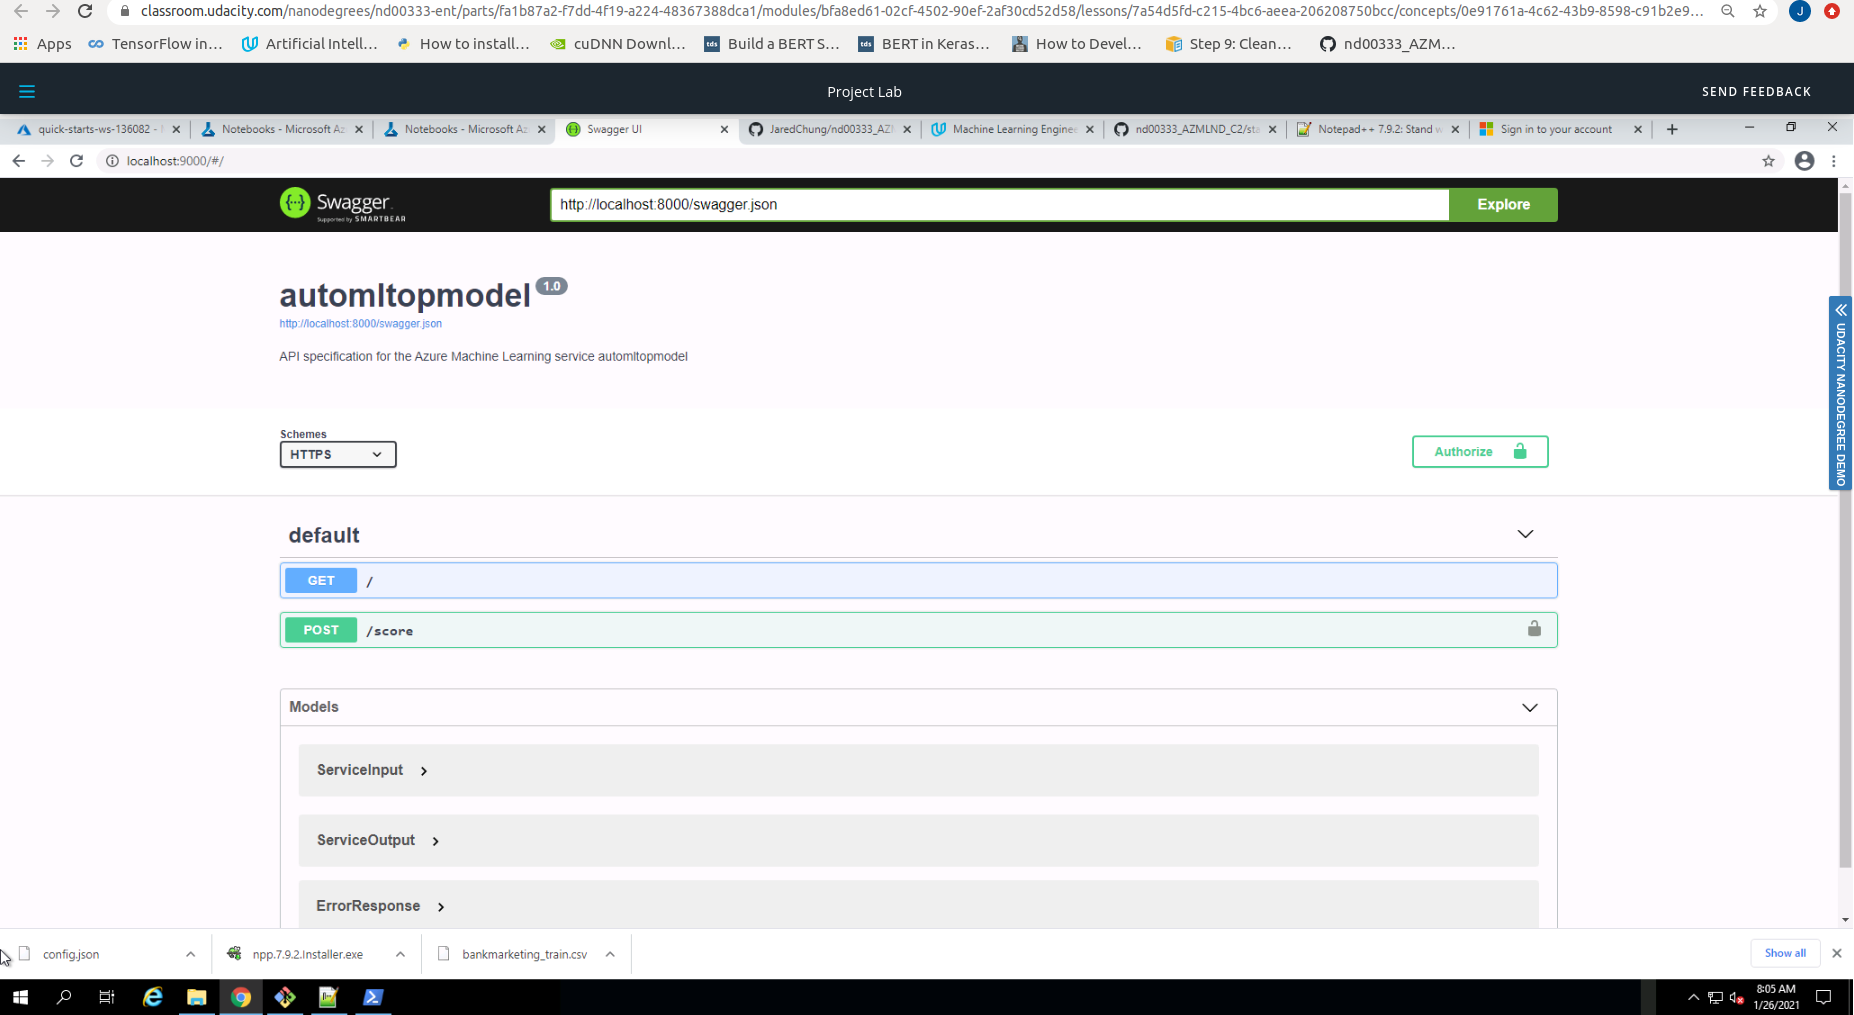 classroom.udacity.com/nanodegrees/nd00333-ent/parts/fa1b87a2-f7dd-4f19-a224-48367388dca1/modules/bfa8ed61-02cf-4502-90ef-2af30cd52d58/lessons/7a54d5fd-c215-4bc6-aeea-206208750bcc/concepts/0e91761a-4c62-43b9-8598-c91b2e9... J
Apps TensorFlow in... Artificial Intell... How to install... cuDNN Downl... tds Build a BERT S... tds BERT in Keras... How to Devel... Step 9: Clean... nd00333_AZM...
Project Lab SEND FEEDBACK
quick-starts-ws-136082 - Notebooks - Microsoft Az Notebooks - Microsoft Az Swagger UI JaredChung/nd00333_AZM Machine Learning Enginee nd00333_AZMLND_C2/sta Notepad++ 7.9.2: Stand w Sign in to your account
localhost:9000/#/
Swagger. http://localhost:8000/swagger.json Explore
Supported by SMARTBEAR
automltopmodel 1.0
http://localhost:8000/swagger.json
API specification for the Azure Machine Learning service automltopmodel
UDACITY NANODEGREE DEMO
Schemes
HTTPS Authorize
default
GET /
POST /score
Models
ServiceInput
ServiceOutput
ErrorResponse
config.json npp.7.9.2.Installer.exe bankmarketing_train.csv Show all
8:05 AM
1/26/2021